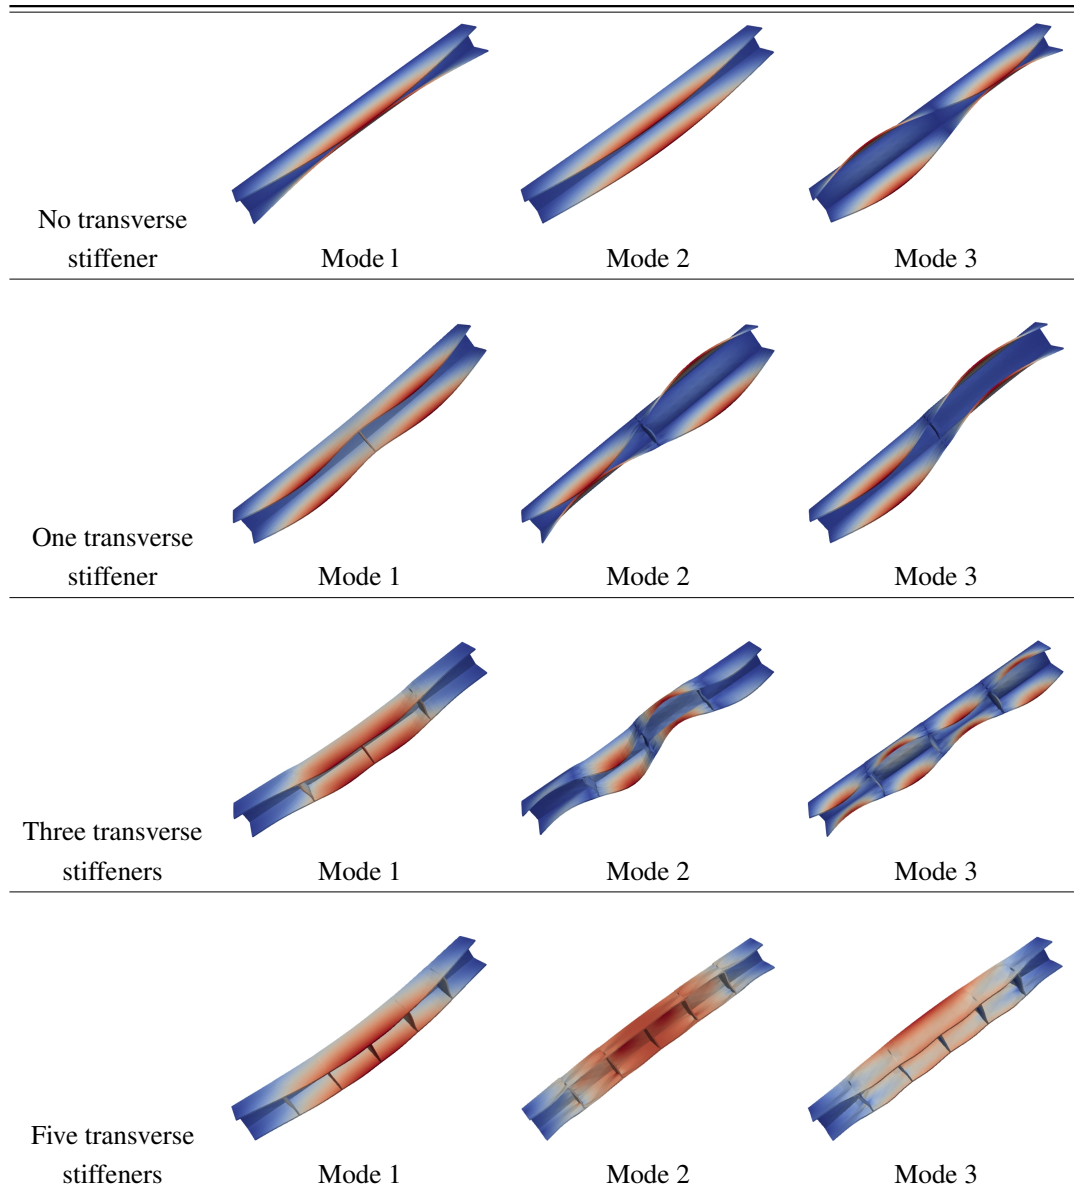 No transverse
stiffener
Mode 1
Mode 2
Mode 3
One transverse
stiffener
Mode 1
Mode 2
Mode 3
Three transverse
stiffeners
Mode 1
Mode 2
Mode 3
Five transverse
stiffeners
Mode 1
Mode 2
Mode 3